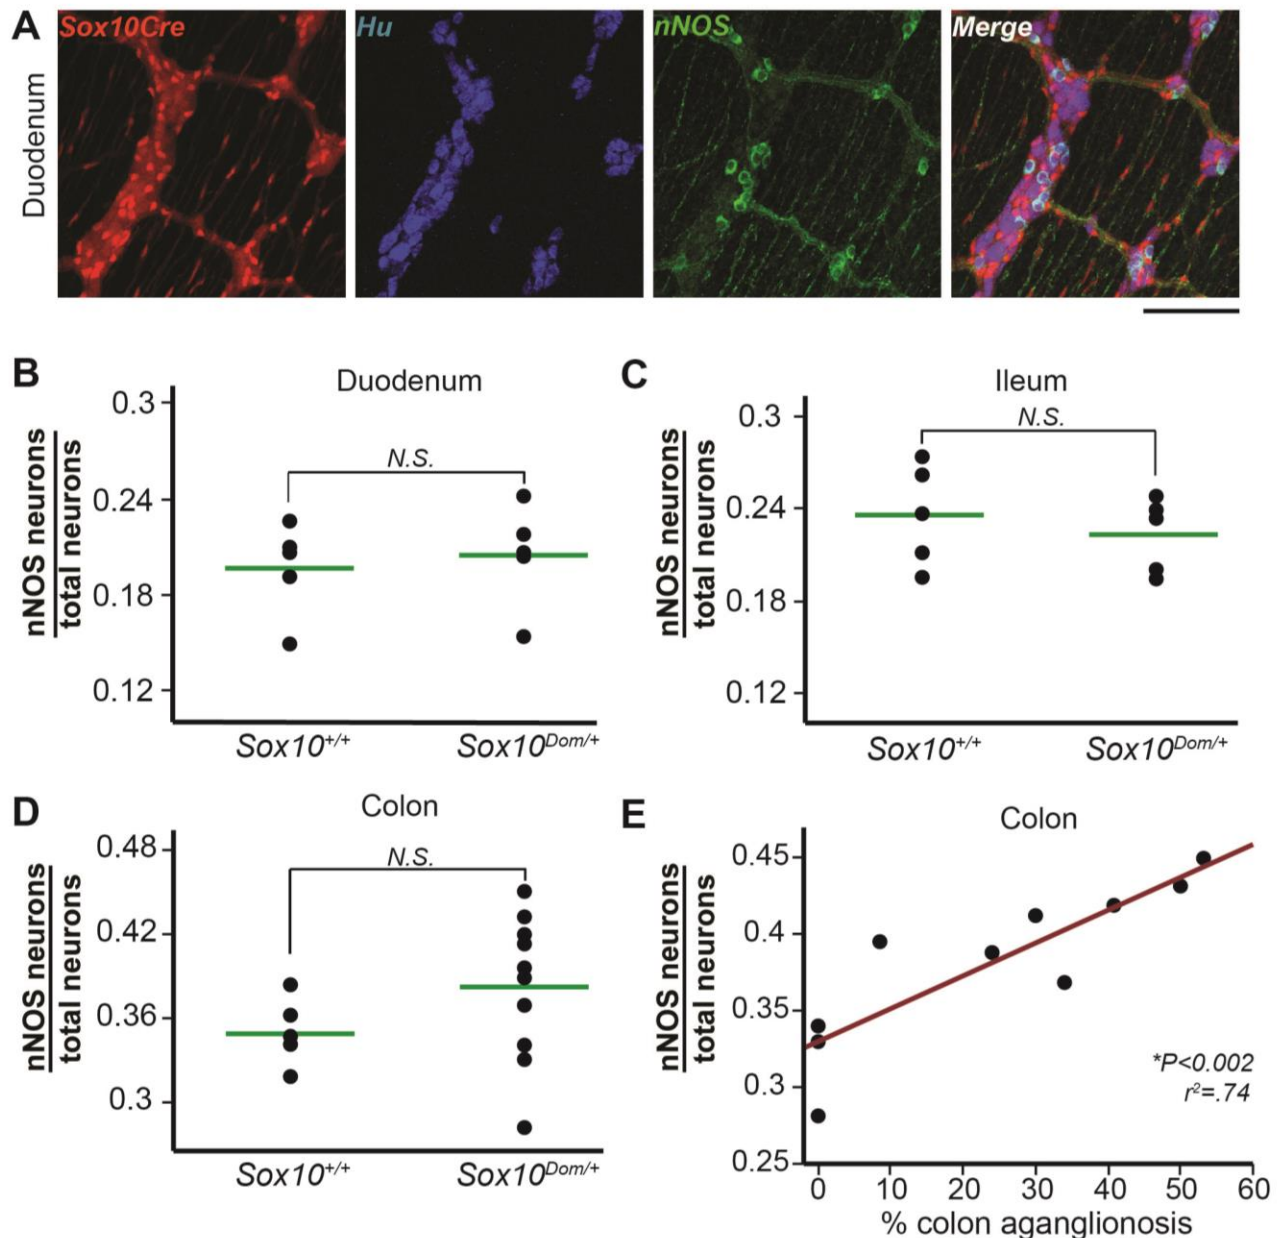 A
Sox10Cre
Hu
nNOS
Merge
Duodenum
B
Duodenum
nNOS neurons
total neurons
0.3
0.24
0.18
0.12
N.S.
Sox10+/+
Sox10Dom/+
C
Ileum
nNOS neurons
total neurons
0.3
0.24
0.18
0.12
N.S.
Sox10+/+
Sox10Dom/+
D
Colon
nNOS neurons
total neurons
0.48
0.42
0.36
0.3
N.S.
Sox10+/+
Sox10Dom/+
E
Colon
nNOS neurons
total neurons
0.45
0.4
0.35
0.3
0.25
*P<0.002
r²=.74
0 10 20 30 40 50 60
% colon aganglionosis